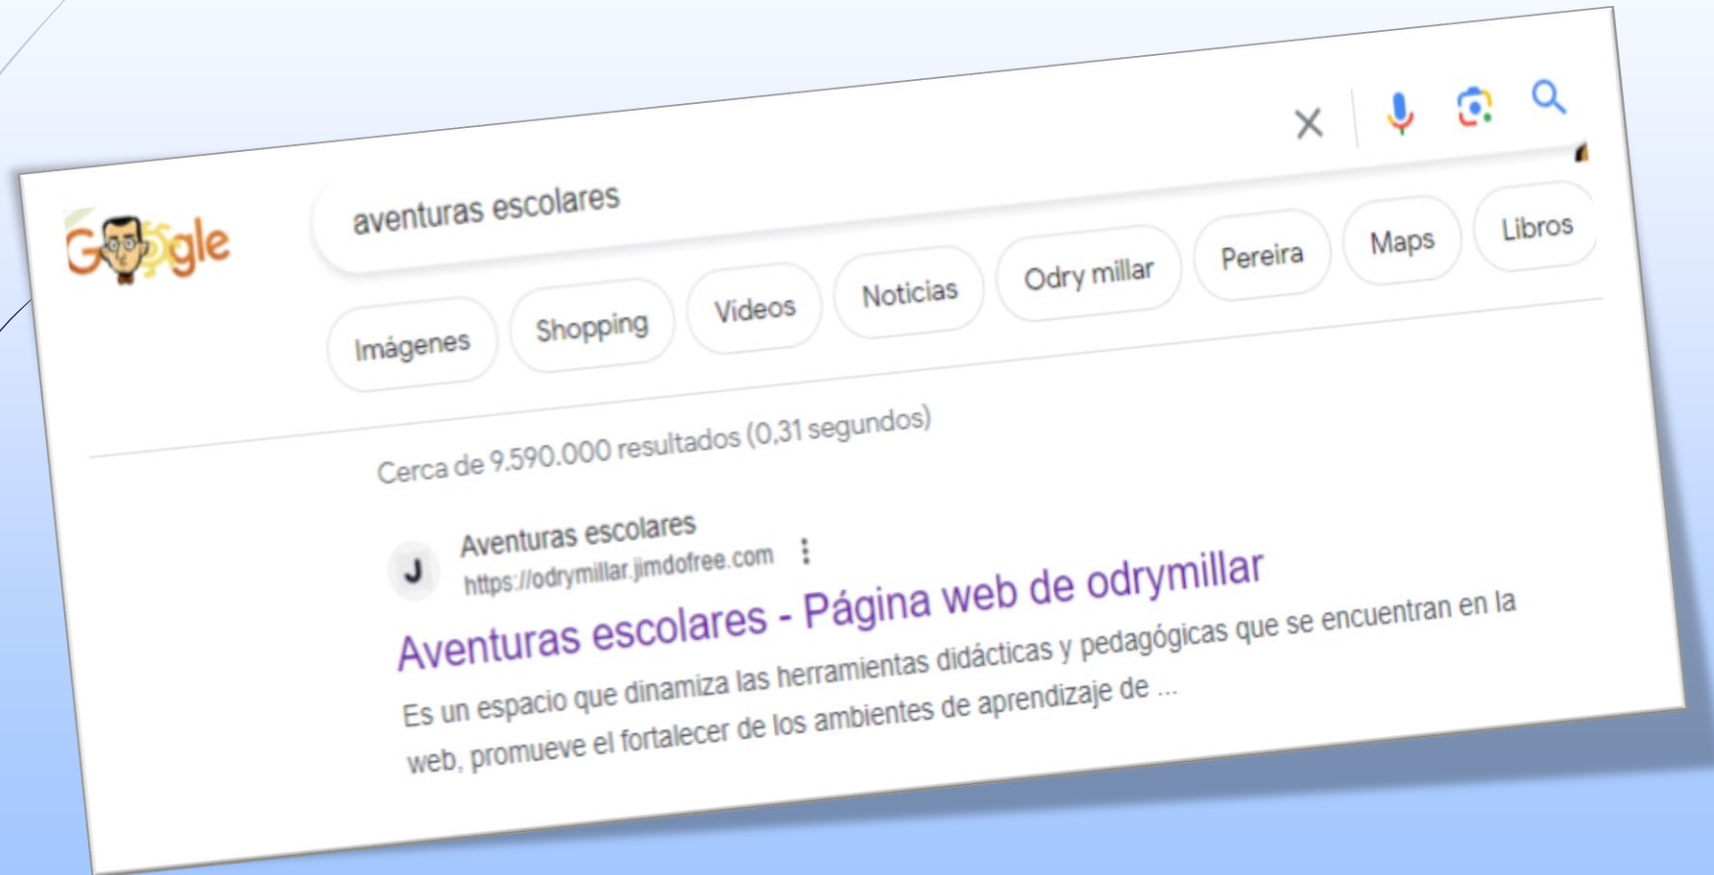 Google
aventuras escolares
Imágenes Shopping Videos Noticias Odry millar Pereira Maps Libros
Cerca de 9.590.000 resultados (0,31 segundos)
J
Aventuras escolares
https://odrymillar.jimdofree.com
Aventuras escolares - Página web de odrymillar
Es un espacio que dinamiza las herramientas didácticas y pedagógicas que se encuentran en la
web, promueve el fortalecer de los ambientes de aprendizaje de ...